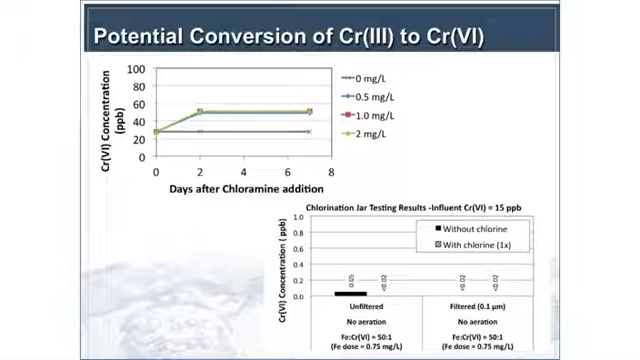 Potential Conversion of Cr(III) to Cr(VI)
Cr(VI) Concentration
(ppb)
100
80
60
40
20
0
0
2
4
6
8
Days after Chloramine addition
0 mg/L
0.5 mg/L
1.0 mg/L
2 mg/L
Chlorination Jar Testing Results -Influent Cr(VI) = 15 ppb
Cr(VI) Concentration ( ppb)
1.0
0.8
0.6
0.4
0.2
0.0
Without chlorine
With chlorine (1x)
0.05
<0.02
<0.02
<0.02
Unfiltered
Filtered (0.1 µm)
No aeration
No aeration
Fe:Cr(VI) = 50:1
Fe:Cr(VI) = 50:1
(Fe dose = 0.75 mg/L)
(Fe dose = 0.75 mg/L)